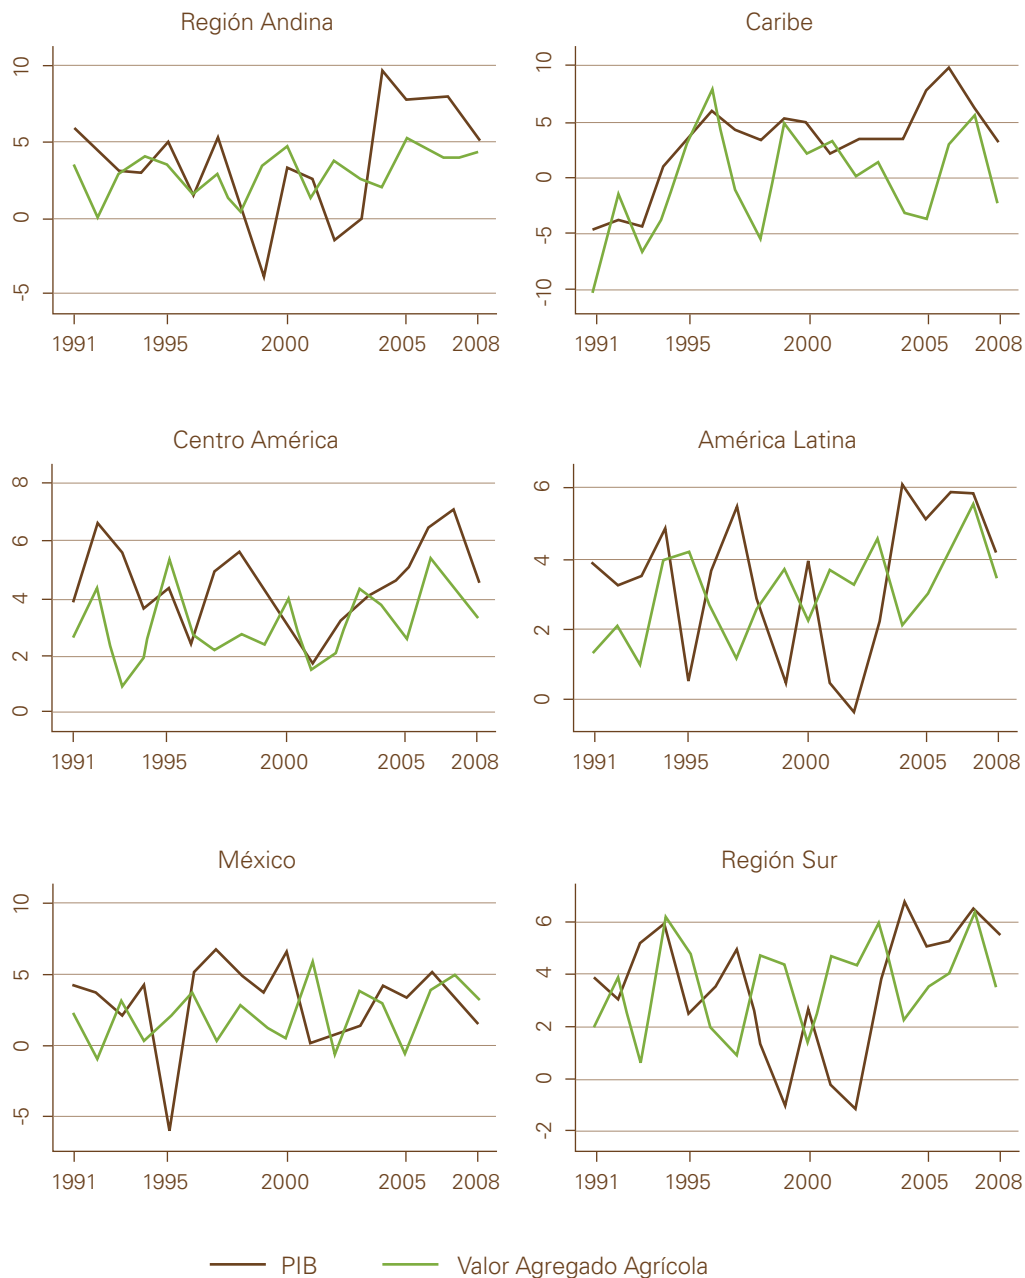 Región Andina
10
5
0
-5
1991 1995 2000 2005 2008
Caribe
10
5
0
-5
-10
1991 1995 2000 2005 2008
Centro América
8
6
4
2
0
1991 1995 2000 2005 2008
América Latina
6
4
2
0
1991 1995 2000 2005 2008
México
10
5
0
-5
1991 1995 2000 2005 2008
Región Sur
6
4
2
0
-2
1991 1995 2000 2005 2008
PIB Valor Agregado Agrícola